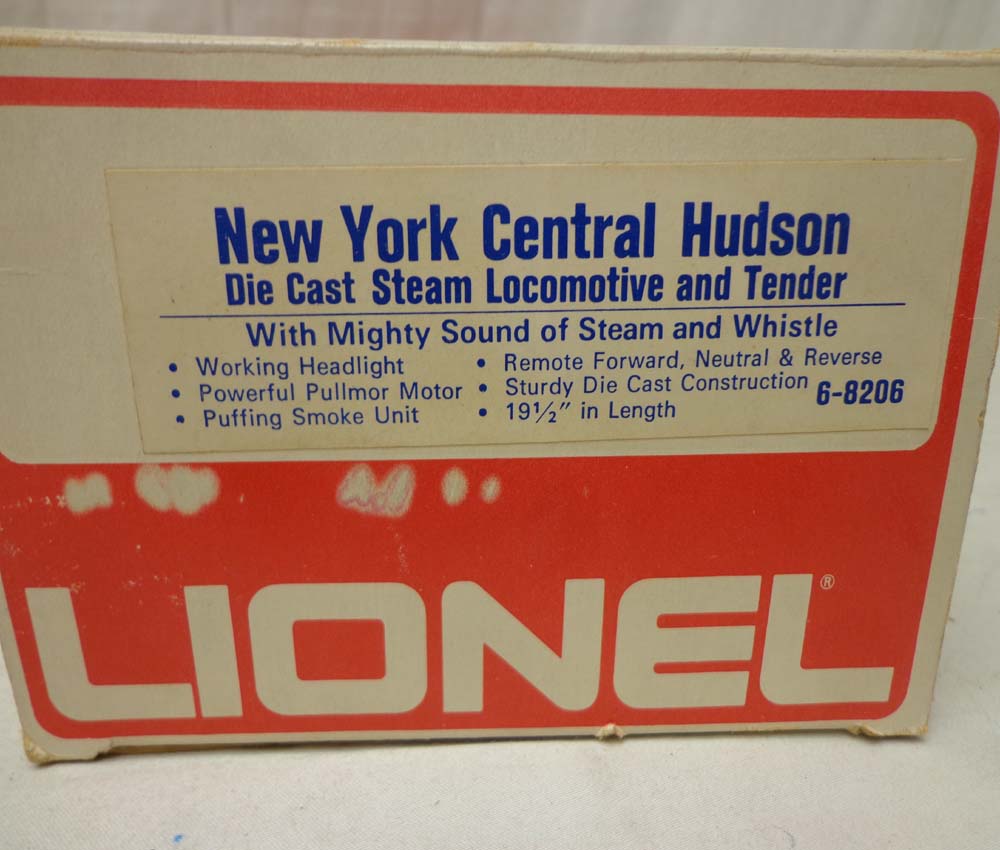 New York Central Hudson
Die Cast Steam Locomotive and Tender
With Mighty Sound of Steam and Whistle
• Working Headlight
• Powerful Pullmor Motor
• Puffing Smoke Unit
• Remote Forward, Neutral & Reverse
• Sturdy Die Cast Construction
• 19½″ in Length
6-8206
LIONEL®